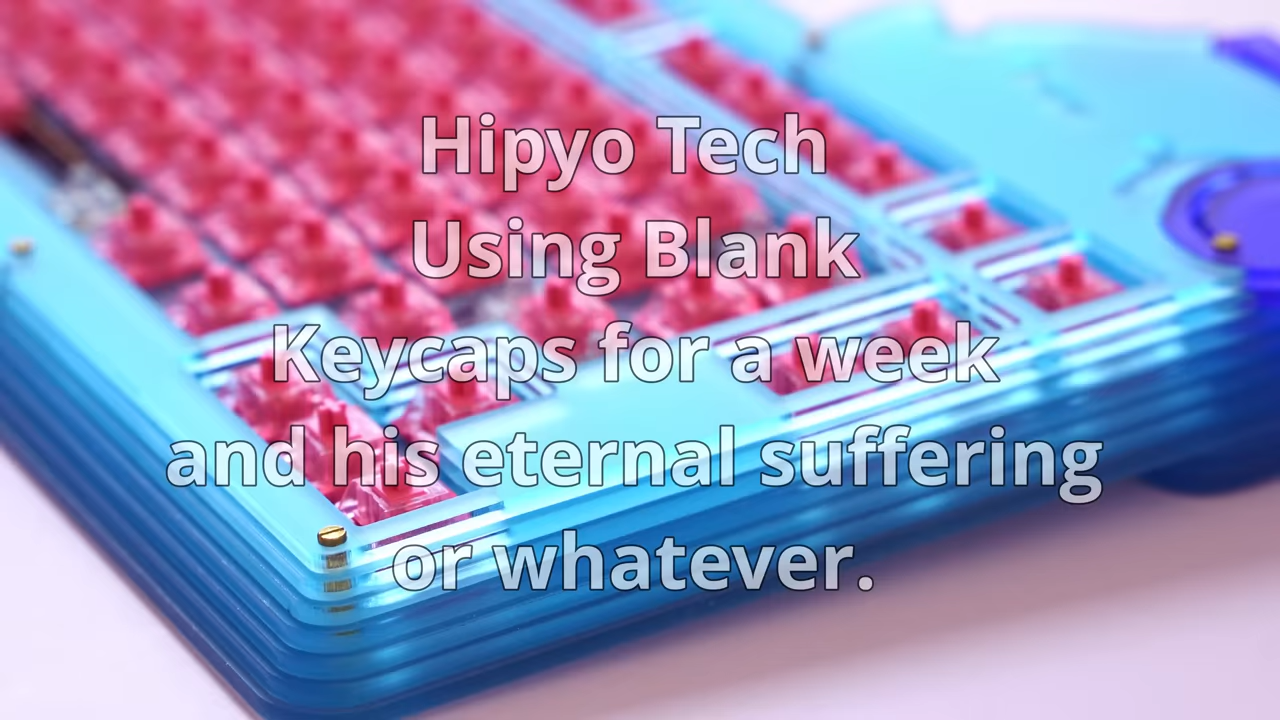 Hipyo Tech
Using Blank
Keycaps for a week
and his eternal suffering
or whatever.